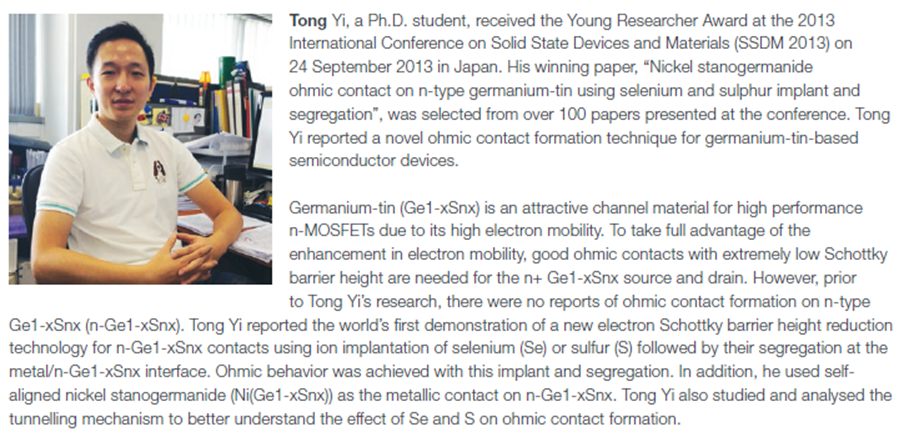 Tong Yi, a Ph.D. student, received the Young Researcher Award at the 2013
International Conference on Solid State Devices and Materials (SSDM 2013) on
24 September 2013 in Japan. His winning paper, “Nickel stanogermanide
ohmic contact on n-type germanium-tin using selenium and sulphur implant and
segregation”, was selected from over 100 papers presented at the conference. Tong
Yi reported a novel ohmic contact formation technique for germanium-tin-based
semiconductor devices.
Germanium-tin (Ge1-xSnx) is an attractive channel material for high performance
n-MOSFETs due to its high electron mobility. To take full advantage of the
enhancement in electron mobility, good ohmic contacts with extremely low Schottky
barrier height are needed for the n+ Ge1-xSnx source and drain. However, prior
to Tong Yi’s research, there were no reports of ohmic contact formation on n-type
Ge1-xSnx (n-Ge1-xSnx). Tong Yi reported the world’s first demonstration of a new electron Schottky barrier height reduction
technology for n-Ge1-xSnx contacts using ion implantation of selenium (Se) or sulfur (S) followed by their segregation at the
metal/n-Ge1-xSnx interface. Ohmic behavior was achieved with this implant and segregation. In addition, he used self-
aligned nickel stanogermanide (Ni(Ge1-xSnx)) as the metallic contact on n-Ge1-xSnx. Tong Yi also studied and analysed the
tunnelling mechanism to better understand the effect of Se and S on ohmic contact formation.